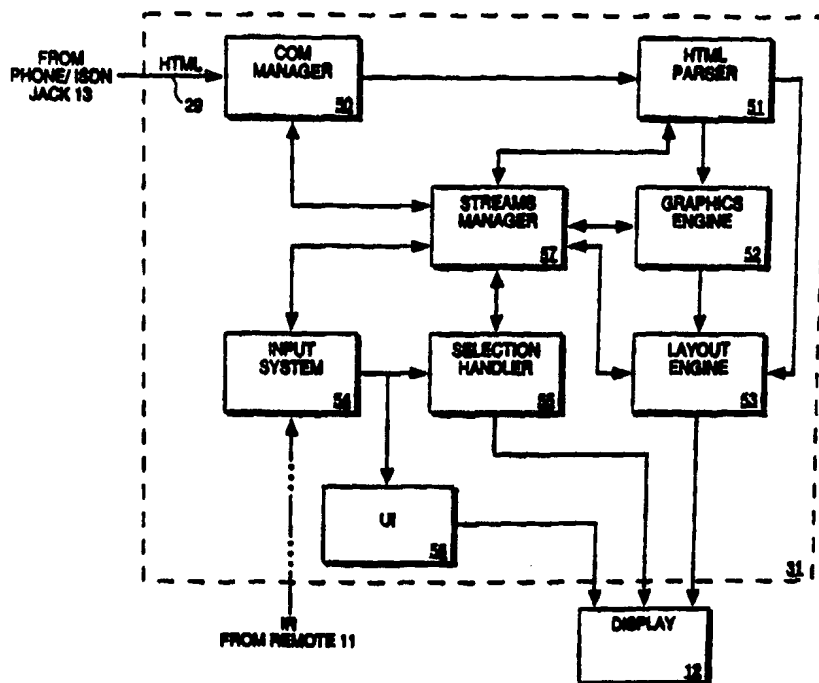 FROM
PHONE/ISDN
JACK 13
HTML
29
COM
MANAGER
50
HTML
PARSER
51
STREAMS
MANAGER
57
GRAPHICS
ENGINE
52
INPUT
SYSTEM
54
SELECTION
HANDLER
55
LAYOUT
ENGINE
53
UI
31
IR
FROM REMOTE 11
DISPLAY
12